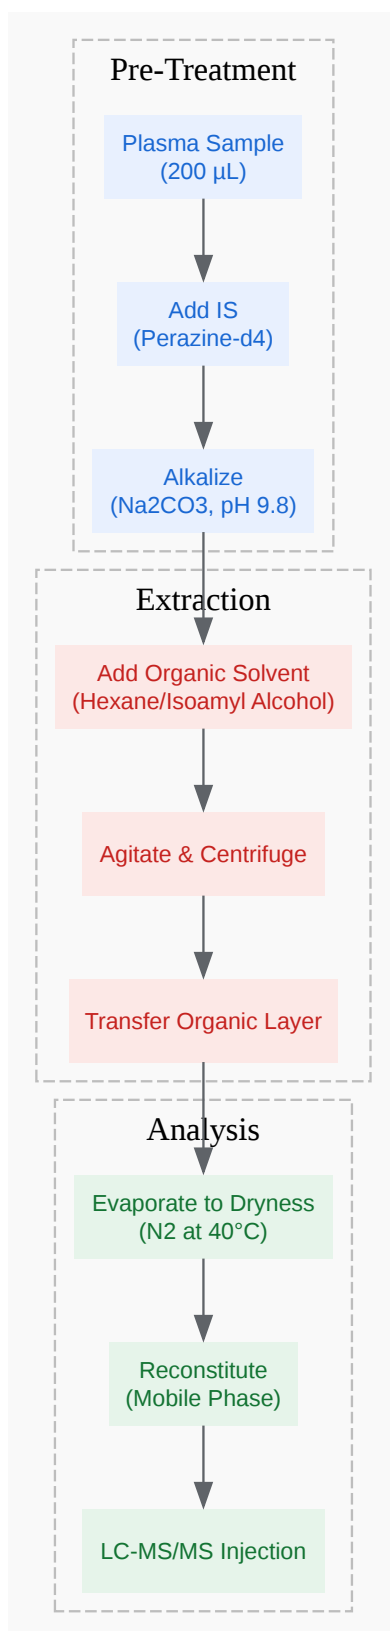 Pre-Treatment
Plasma Sample
(200 µL)
Add IS
(Perazine-d4)
Alkalize
(Na2CO3, pH 9.8)
Extraction
Add Organic Solvent
(Hexane/Isoamyl Alcohol)
Agitate & Centrifuge
Transfer Organic Layer
Analysis
Evaporate to Dryness
(N2 at 40°C)
Reconstitute
(Mobile Phase)
LC-MS/MS Injection